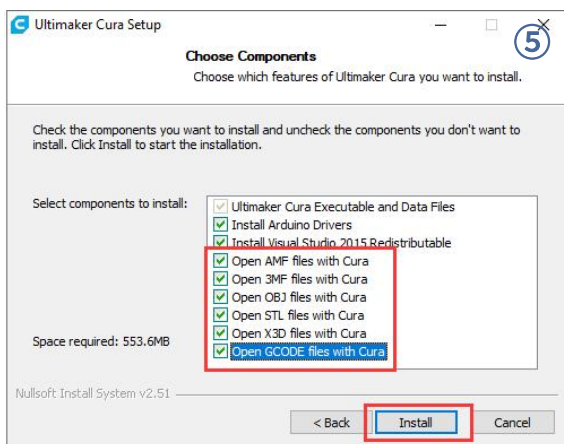 Ultimaker Cura Setup
⑤
Choose Components
Choose which features of Ultimaker Cura you want to install.
Check the components you want to install and uncheck the components you don't want to
install. Click Install to start the installation.
Select components to install:
Ultimaker Cura Executable and Data Files
Install Arduino Drivers
Install Visual Studio 2015 Redistributable
Open AMF files with Cura
Open 3MF files with Cura
Open OBJ files with Cura
Open STL files with Cura
Open X3D files with Cura
Open GCODE files with Cura
Space required: 553.6MB
Nullsoft Install System v2.51
< Back
Install
Cancel